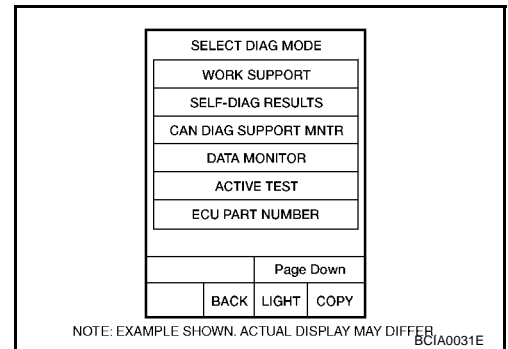 SELECT DIAG MODE
WORK SUPPORT
SELF-DIAG RESULTS
CAN DIAG SUPPORT MNTR
DATA MONITOR
ACTIVE TEST
ECU PART NUMBER
Page Down
BACK LIGHT COPY
NOTE: EXAMPLE SHOWN. ACTUAL DISPLAY MAY DIFFER.
BCIA0031E